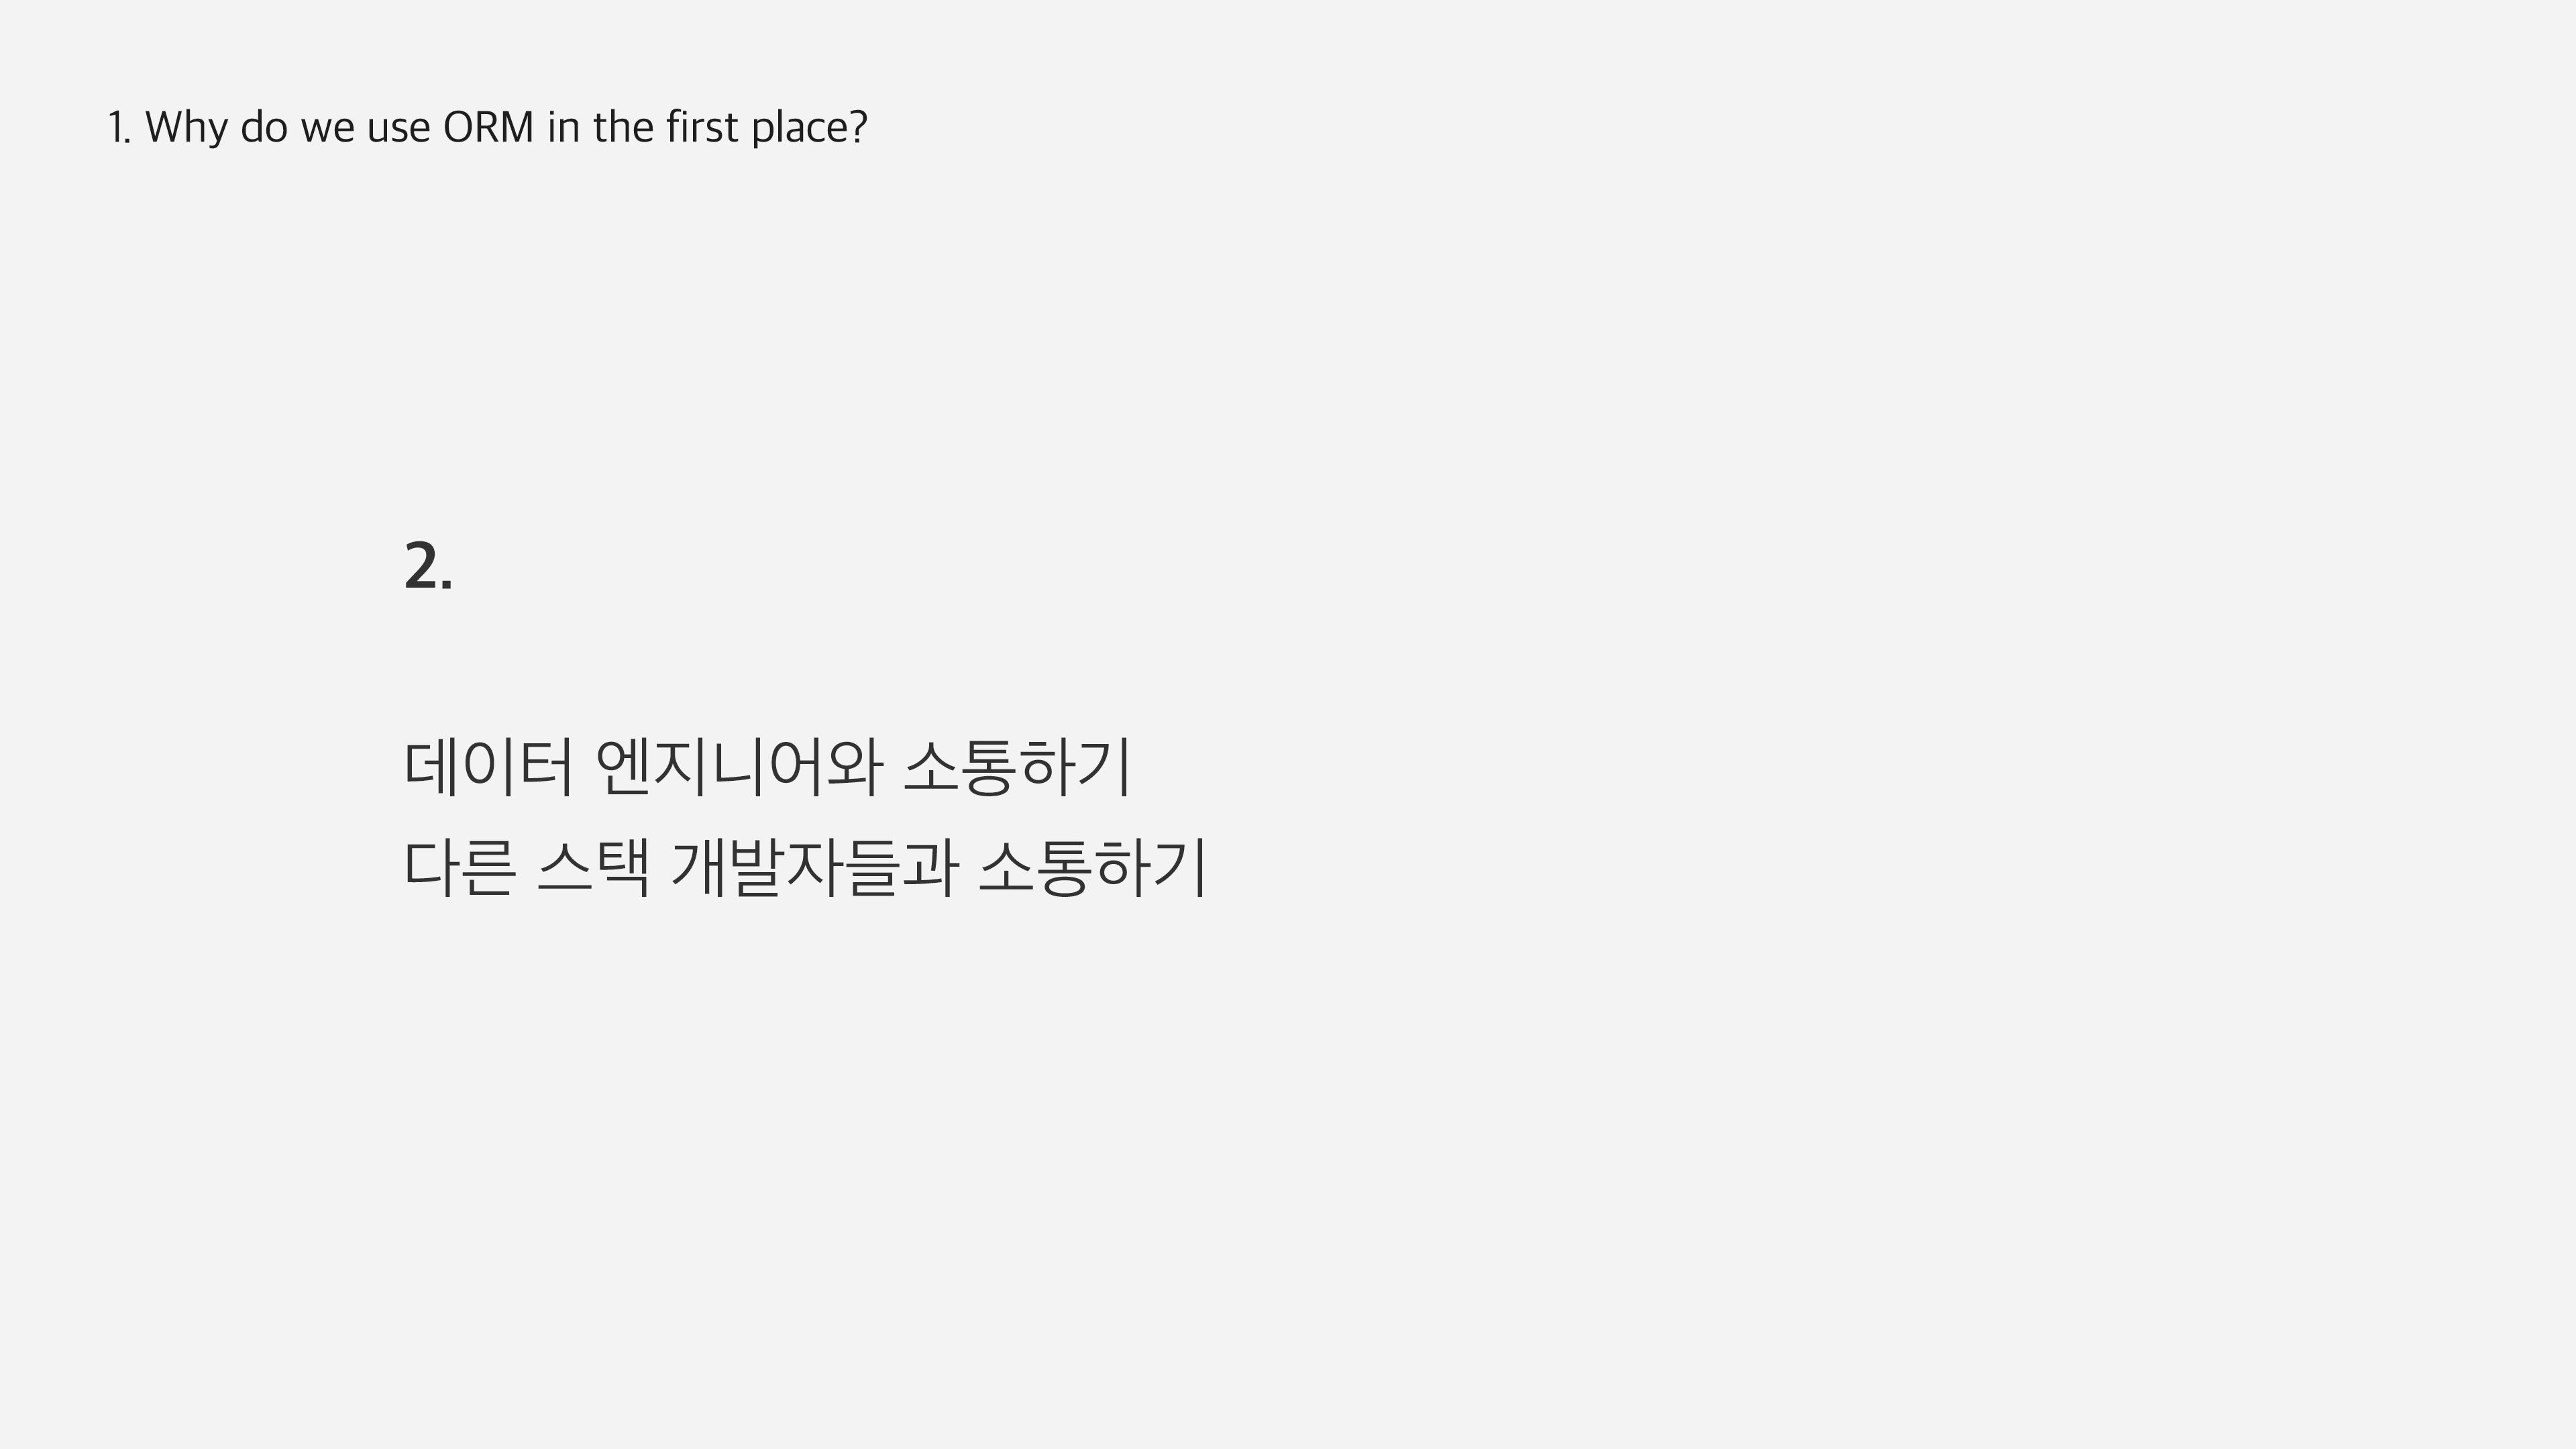 1. Why do we use ORM in the first place?
2.
데이터 엔지니어와 소통하기
다른 스택 개발자들과 소통하기